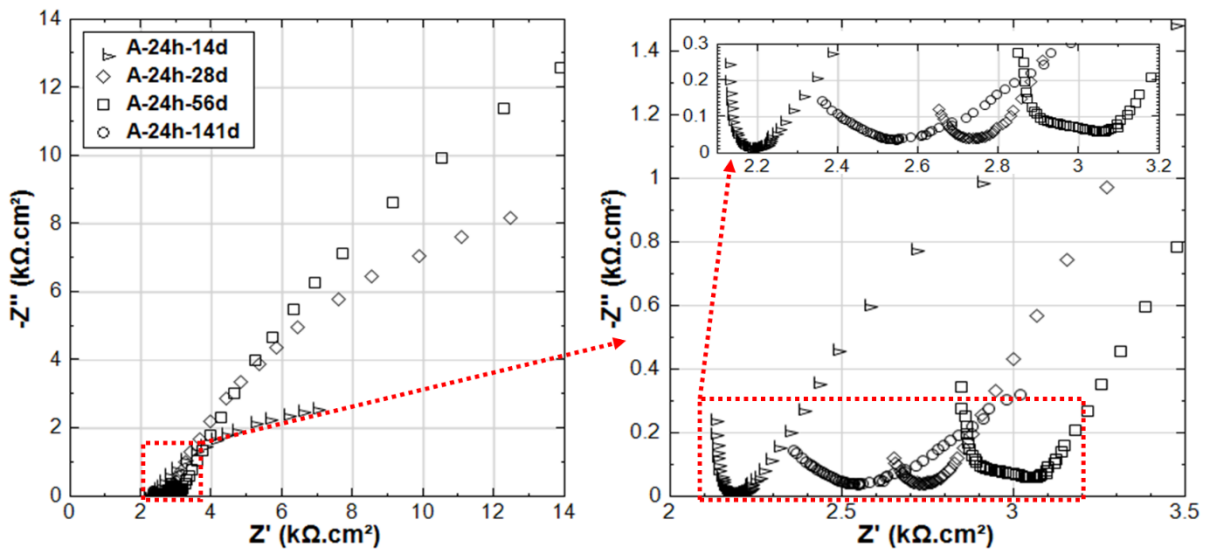 14
12
10
8
6
4
2
0
A-24h-14d
A-24h-28d
A-24h-56d
A-24h-141d
-Z'' (kΩ.cm²)
0 2 4 6 8 10 12 14
Z' (kΩ.cm²)
1.4
1.2
1
0.8
0.6
0.4
0.2
0
-Z'' (kΩ.cm²)
0.3
0.2
0.1
0
2.2 2.4 2.6 2.8 3 3.2
2 2.5 3 3.5
Z' (kΩ.cm²)